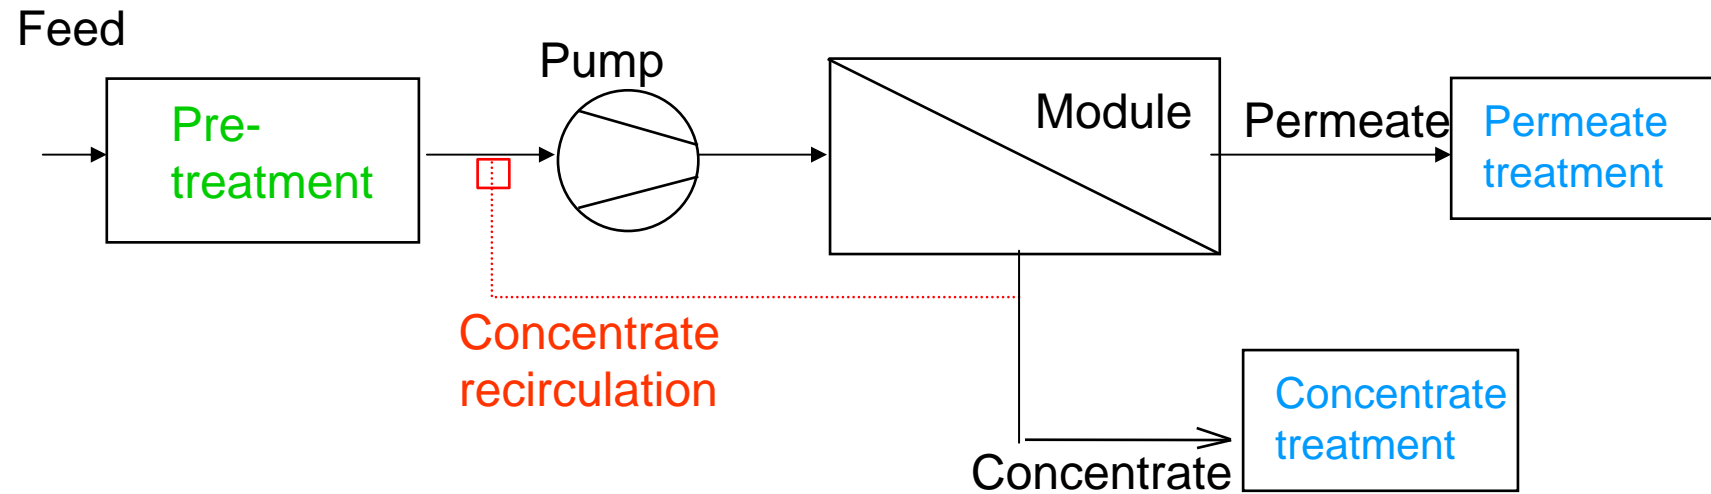 Feed
Pre-
treatment
Pump
Module
Permeate
Permeate
treatment
Concentrate
recirculation
Concentrate
Concentrate
treatment